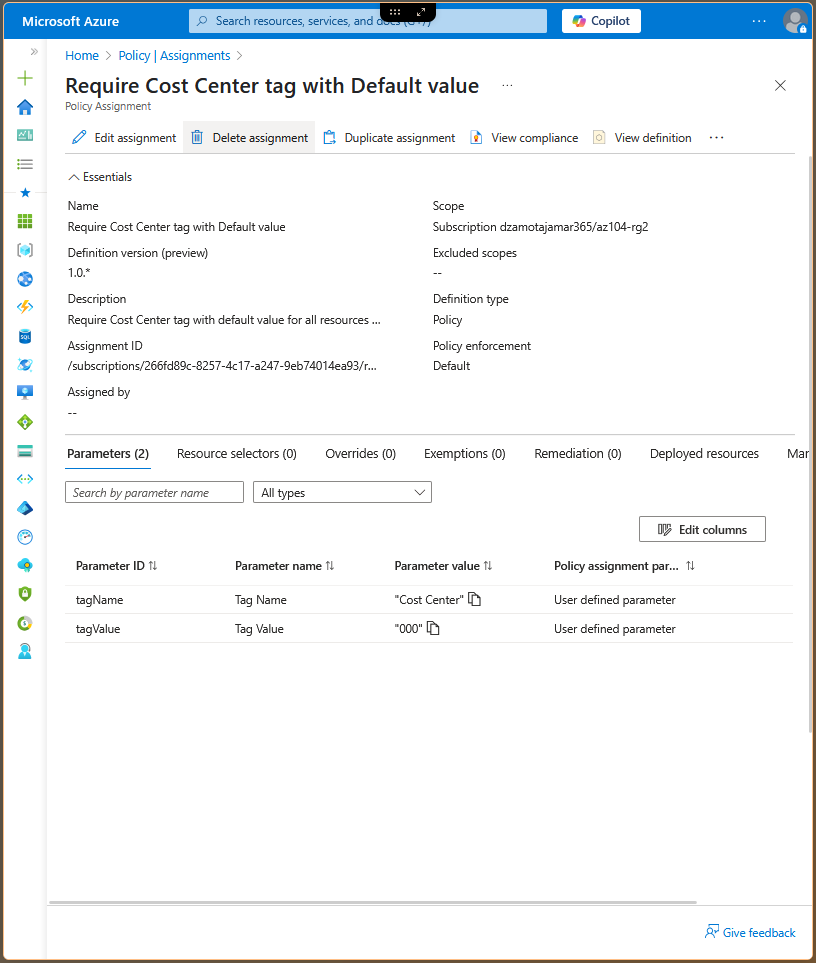 Microsoft Azure
Search resources, services, and docs (G+/)
Copilot
Home > Policy | Assignments >
Require Cost Center tag with Default value ...
Policy Assignment
Edit assignment Delete assignment Duplicate assignment View compliance View definition ...
Essentials
Name
Require Cost Center tag with Default value
Scope
Subscription dzamotajamar365/az104-rg2
Definition version (preview)
1.0.*
Excluded scopes
--
Description
Require Cost Center tag with default value for all resources ...
Definition type
Policy
Assignment ID
/subscriptions/266fd89c-8257-4c17-a247-9eb74014ea93/r...
Policy enforcement
Default
Assigned by
--
Parameters (2) Resource selectors (0) Overrides (0) Exemptions (0) Remediation (0) Deployed resources Mar
Search by parameter name All types
Edit columns
Parameter ID Parameter name Parameter value Policy assignment par...
tagName Tag Name "Cost Center" User defined parameter
tagValue Tag Value "000" User defined parameter
Give feedback